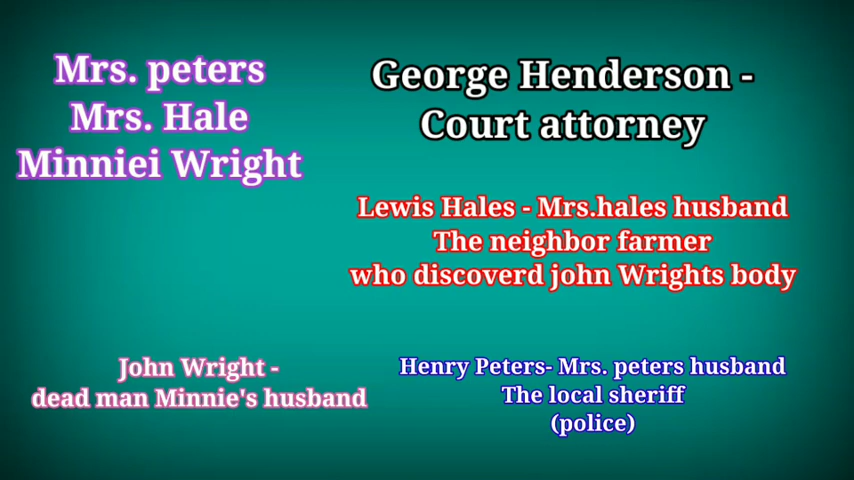 Mrs. peters
Mrs. Hale
Minniei Wright
George Henderson -
Court attorney
Lewis Hales - Mrs.hales husband
The neighbor farmer
who discoverd john Wrights body
John Wright -
dead man Minnie's husband
Henry Peters- Mrs. peters husband
The local sheriff
(police)